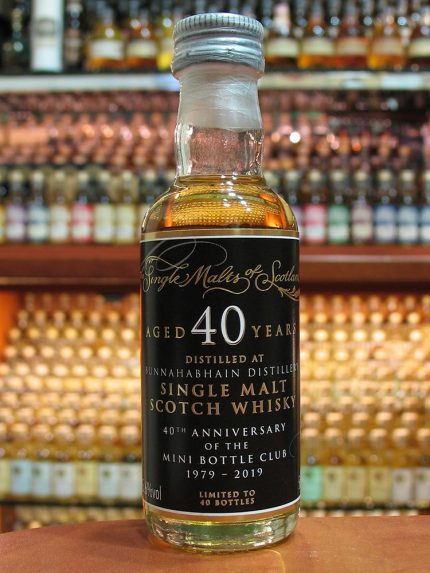 Single Malts of Scotland
AGED 40 YEARS
DISTILLED AT
BUNNAHABHAIN DISTILLERY
SINGLE MALT
SCOTCH WHISKY
40TH ANNIVERSARY
OF THE
MINI BOTTLE CLUB
1979 - 2019
LIMITED TO
40 BOTTLES